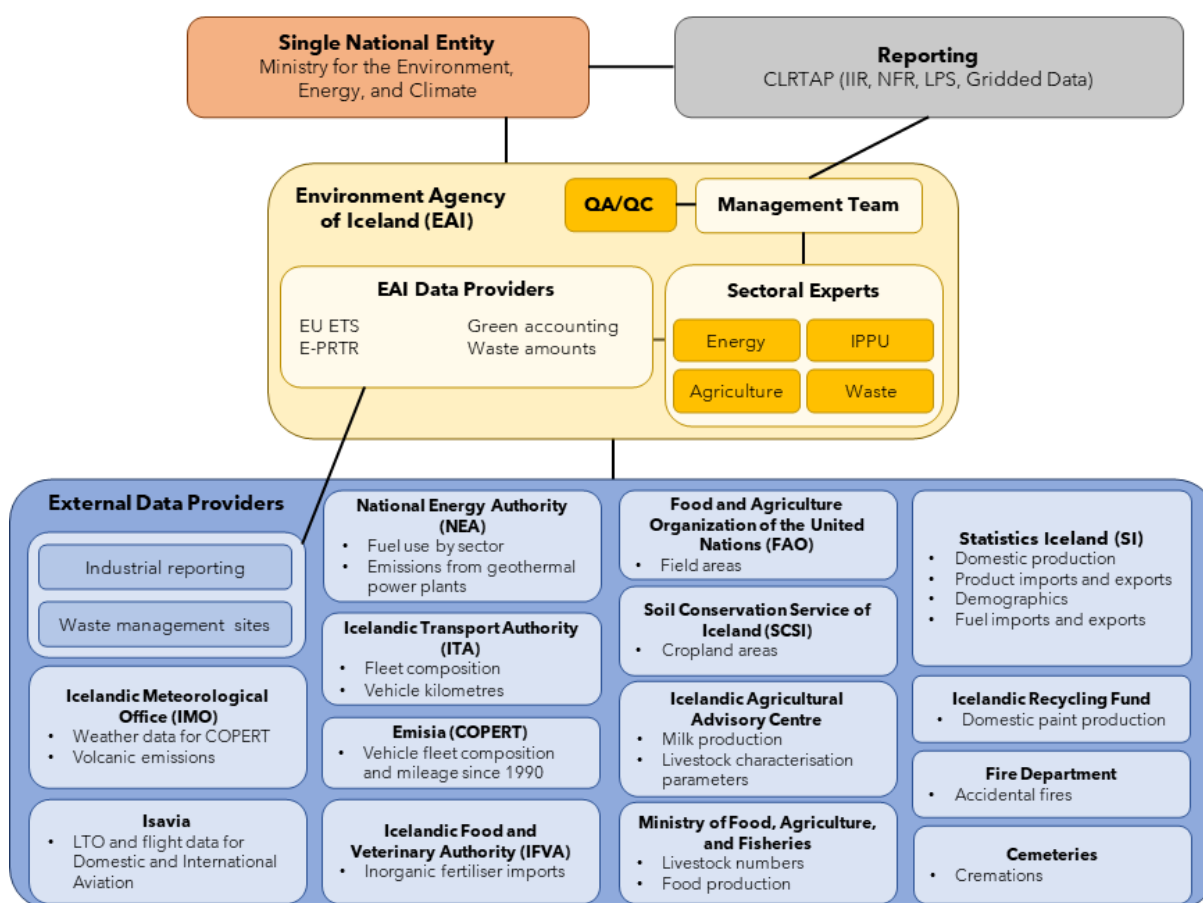 Single National Entity
Ministry for the Environment,
Energy, and Climate
Reporting
CLRTAP (IIR, NFR, LPS, Gridded Data)
Environment Agency
of Iceland (EAI)
QA/QC
Management Team
EAI Data Providers
EU ETS
E-PRTR
Green accounting
Waste amounts
Sectoral Experts
Energy
IPPU
Agriculture
Waste
External Data Providers
Industrial reporting
Waste management sites
Icelandic Meteorological
Office (IMO)
• Weather data for COPERT
• Volcanic emissions
Isavia
• LTO and flight data for
Domestic and International
Aviation
National Energy Authority
(NEA)
• Fuel use by sector
• Emissions from geothermal
power plants
Icelandic Transport Authority
(ITA)
• Fleet composition
• Vehicle kilometres
Emisia (COPERT)
• Vehicle fleet composition
and mileage since 1990
Icelandic Food and
Veterinary Authority (IFVA)
• Inorganic fertiliser imports
Food and Agriculture
Organization of the United
Nations (FAO)
• Field areas
Soil Conservation Service of
Iceland (SCSI)
• Cropland areas
Icelandic Agricultural
Advisory Centre
• Milk production
• Livestock characterisation
parameters
Ministry of Food, Agriculture,
and Fisheries
• Livestock numbers
• Food production
Statistics Iceland (SI)
• Domestic production
• Product imports and exports
• Demographics
• Fuel imports and exports
Icelandic Recycling Fund
• Domestic paint production
Fire Department
• Accidental fires
Cemeteries
• Cremations